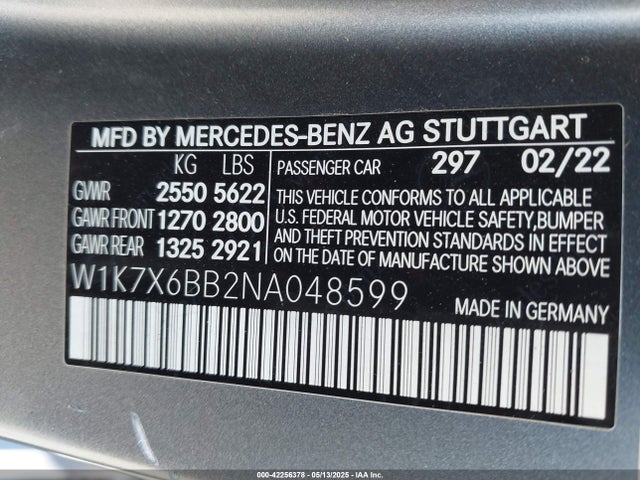 MFD BY MERCEDES-BENZ AG STUTTGART
KG LBS
GVWR 2550 5622
GAWR FRONT 1270 2800
GAWR REAR 1325 2921
PASSENGER CAR 297 02/22
THIS VEHICLE CONFORMS TO ALL APPLICABLE
U.S. FEDERAL MOTOR VEHICLE SAFETY,BUMPER
AND THEFT PREVENTION STANDARDS IN EFFECT
ON THE DATE OF MANUFACTURE SHOWN ABOVE.
W1K7X6BB2NA048599
MADE IN GERMANY
000-42256378 - 05/13/2025 - IAA Inc.